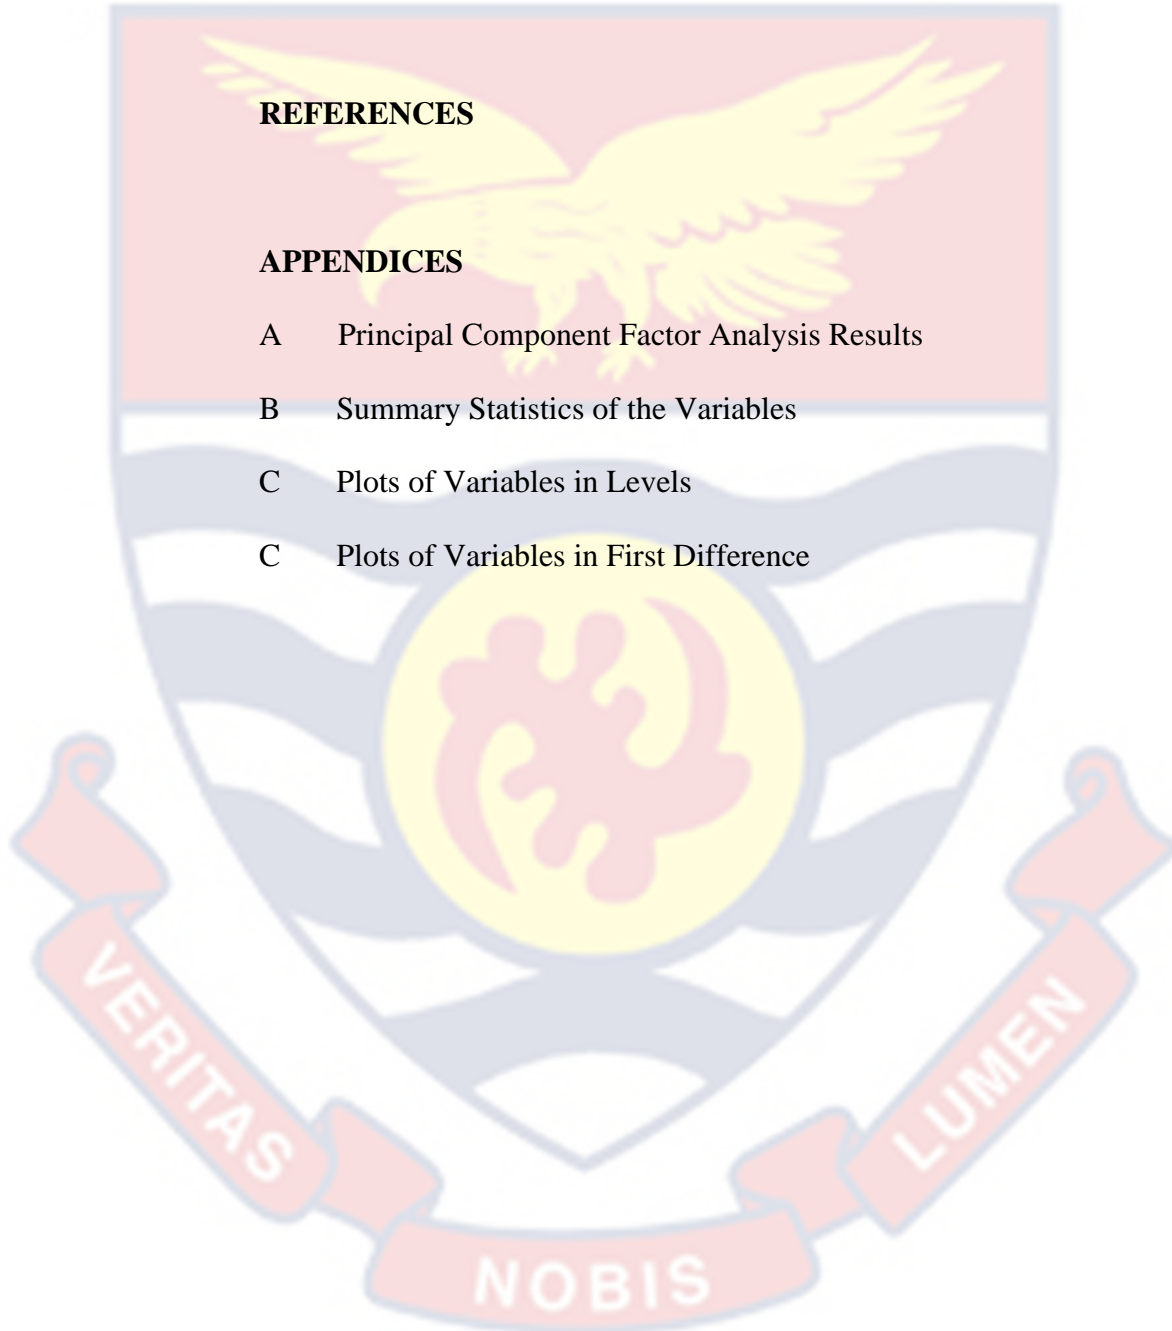 REFERENCES
APPENDICES
A Principal Component Factor Analysis Results
B Summary Statistics of the Variables
C Plots of Variables in Levels
C Plots of Variables in First Difference
VERITAS
NOBIS
LUMEN